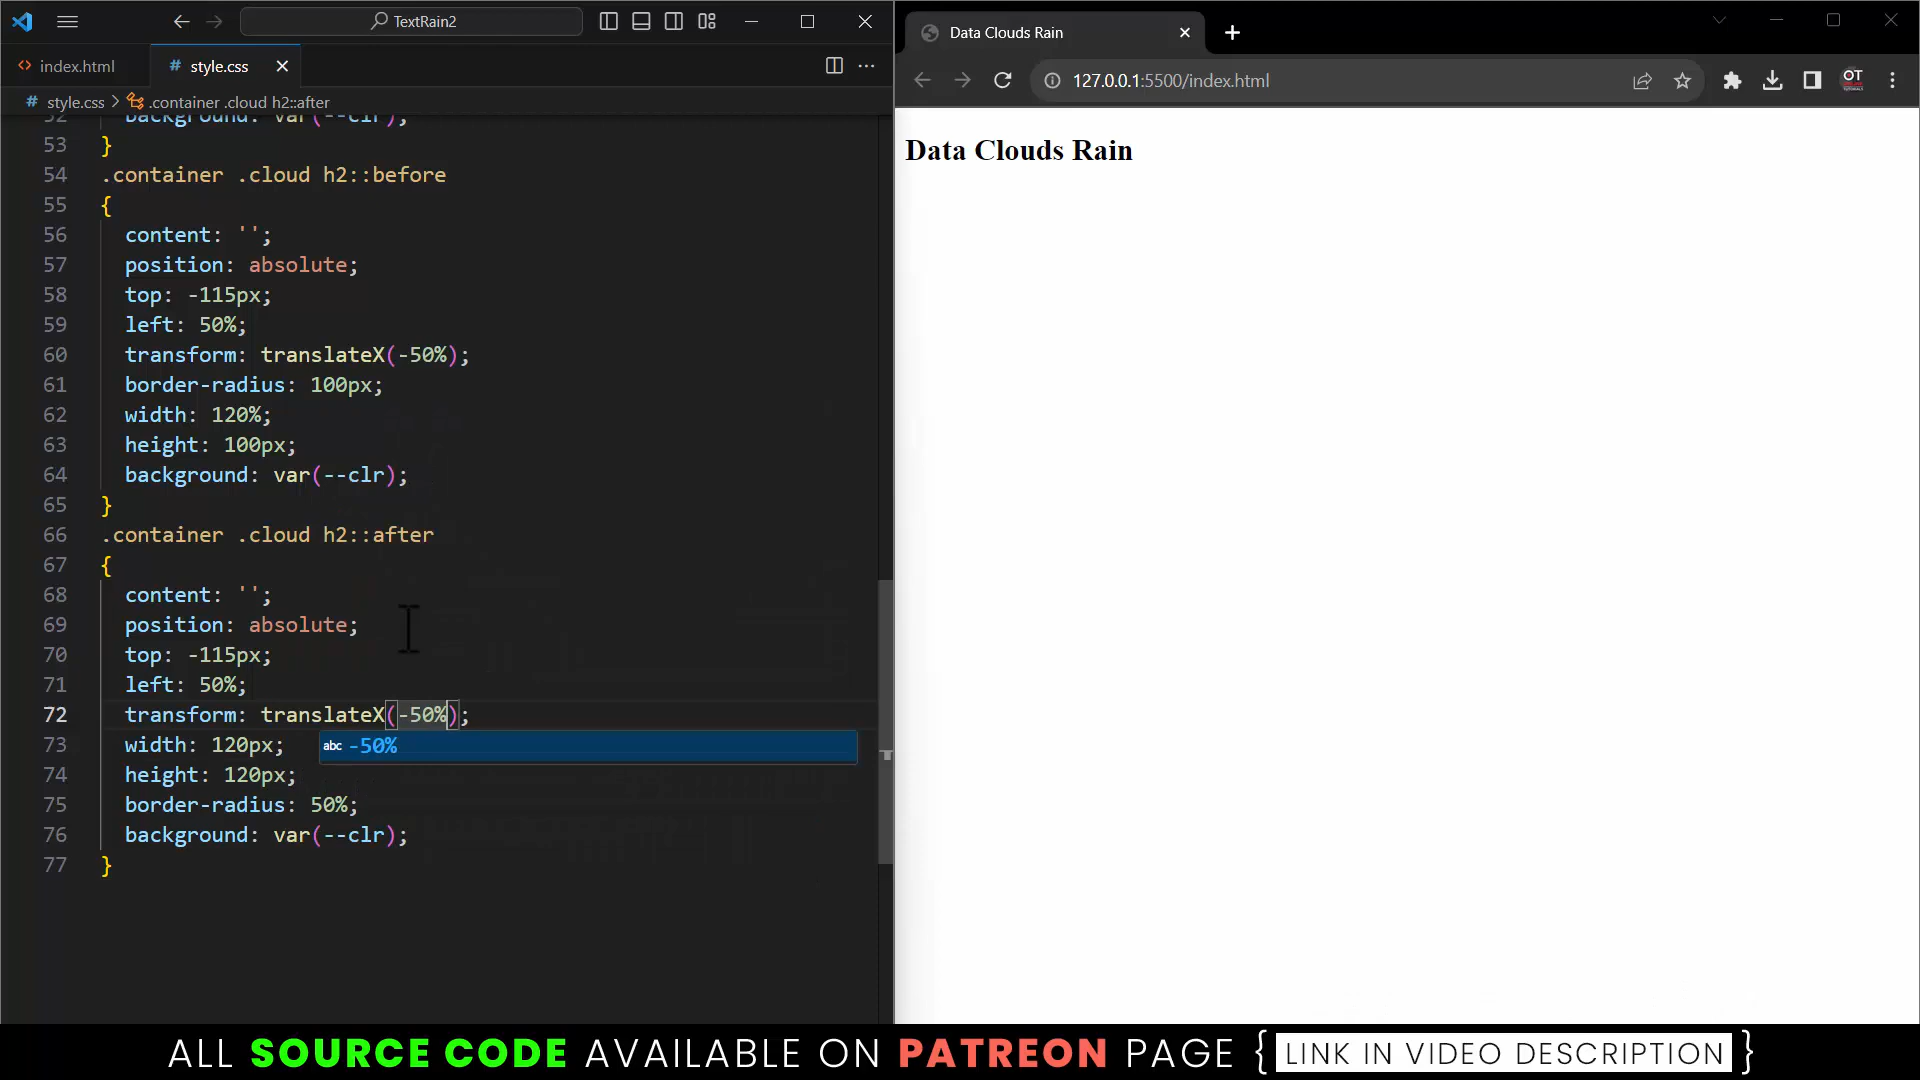 TextRain2
index.html
# style.css
# style.css > .container .cloud h2::after
52 background: var(--clr);
53 }
54 .container .cloud h2::before
55 {
56 content: '';
57 position: absolute;
58 top: -115px;
59 left: 50%;
60 transform: translateX(-50%);
61 border-radius: 100px;
62 width: 120%;
63 height: 100px;
64 background: var(--clr);
65 }
66 .container .cloud h2::after
67 {
68 content: '';
69 position: absolute;
70 top: -115px;
71 left: 50%;
72 transform: translateX(-50%);
73 width: 120px;
abc -50%
74 height: 120px;
75 border-radius: 50%;
76 background: var(--clr);
77 }
Data Clouds Rain
127.0.0.1:5500/index.html
OT
Data Clouds Rain
ALL SOURCE CODE AVAILABLE ON PATREON PAGE { LINK IN VIDEO DESCRIPTION }